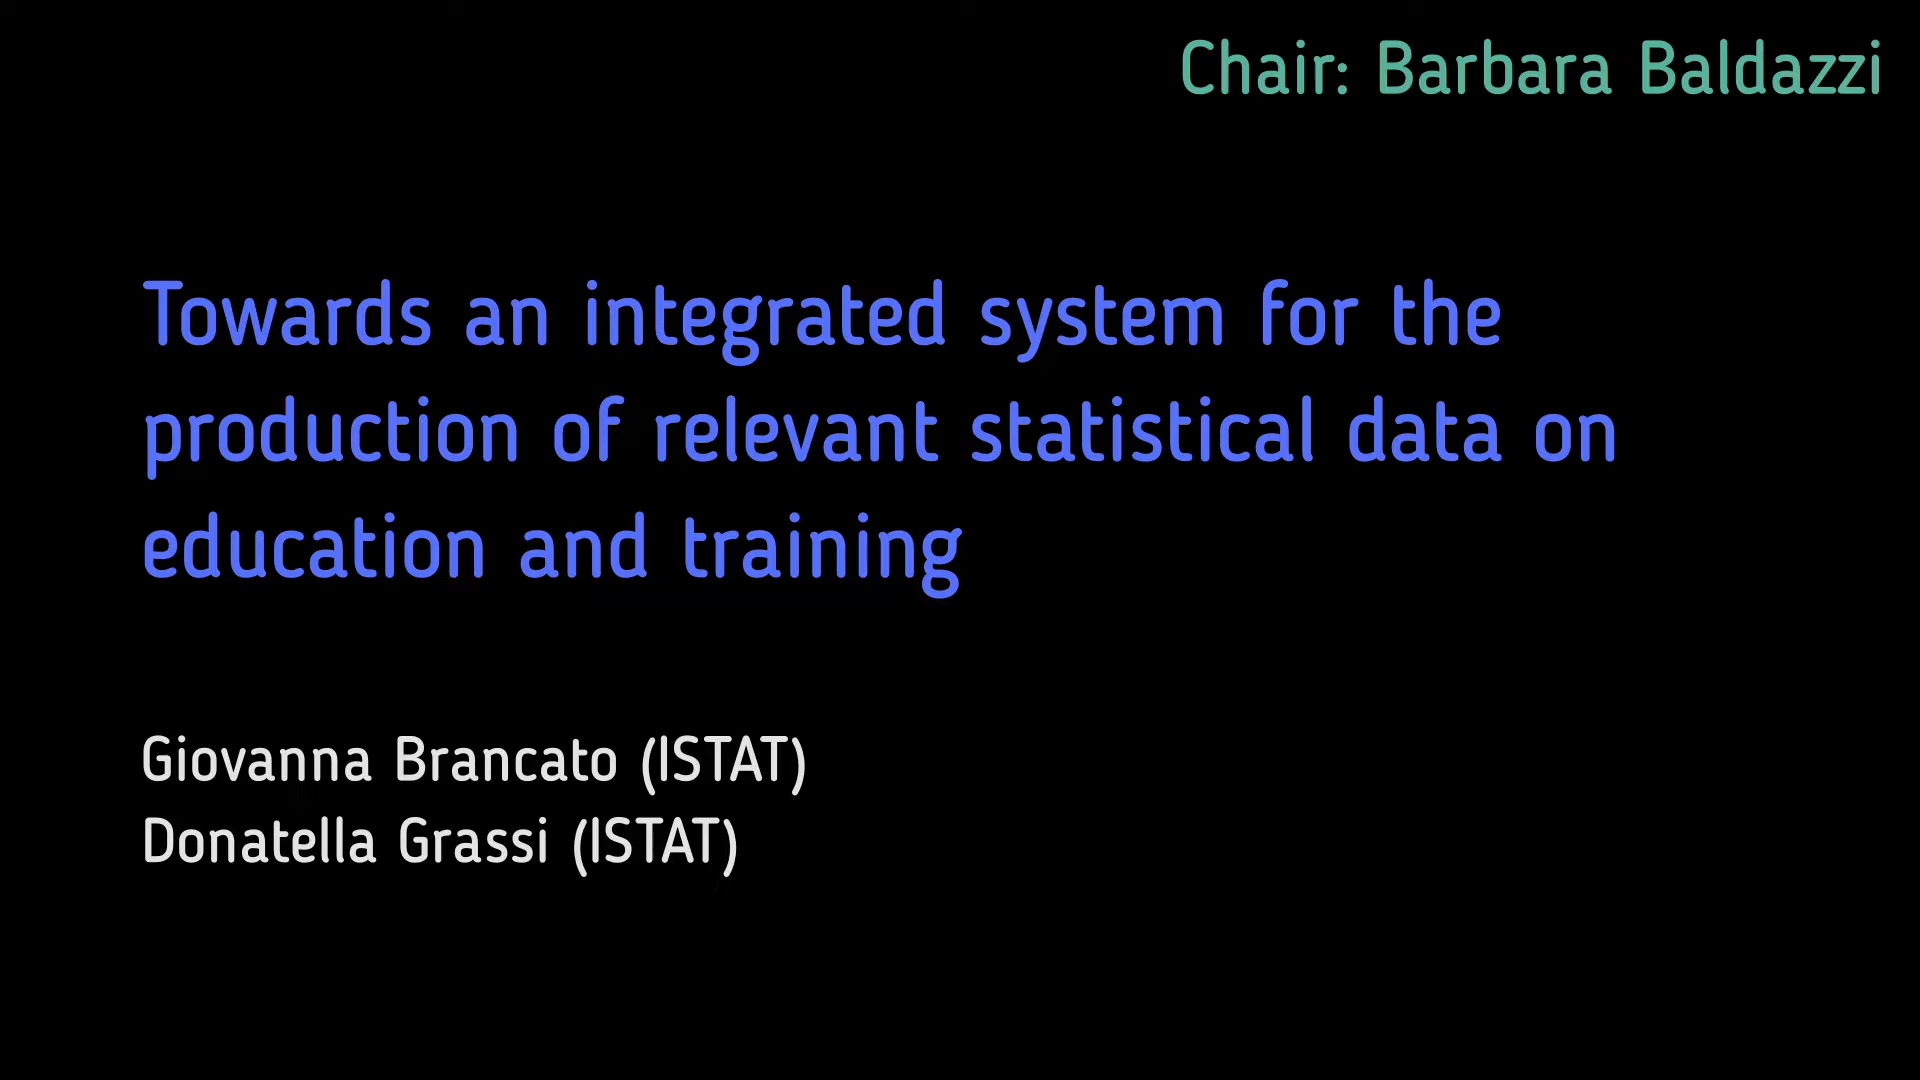 Chair: Barbara Baldazzi
Towards an integrated system for the
production of relevant statistical data on
education and training
Giovanna Brancato (ISTAT)
Donatella Grassi (ISTAT)